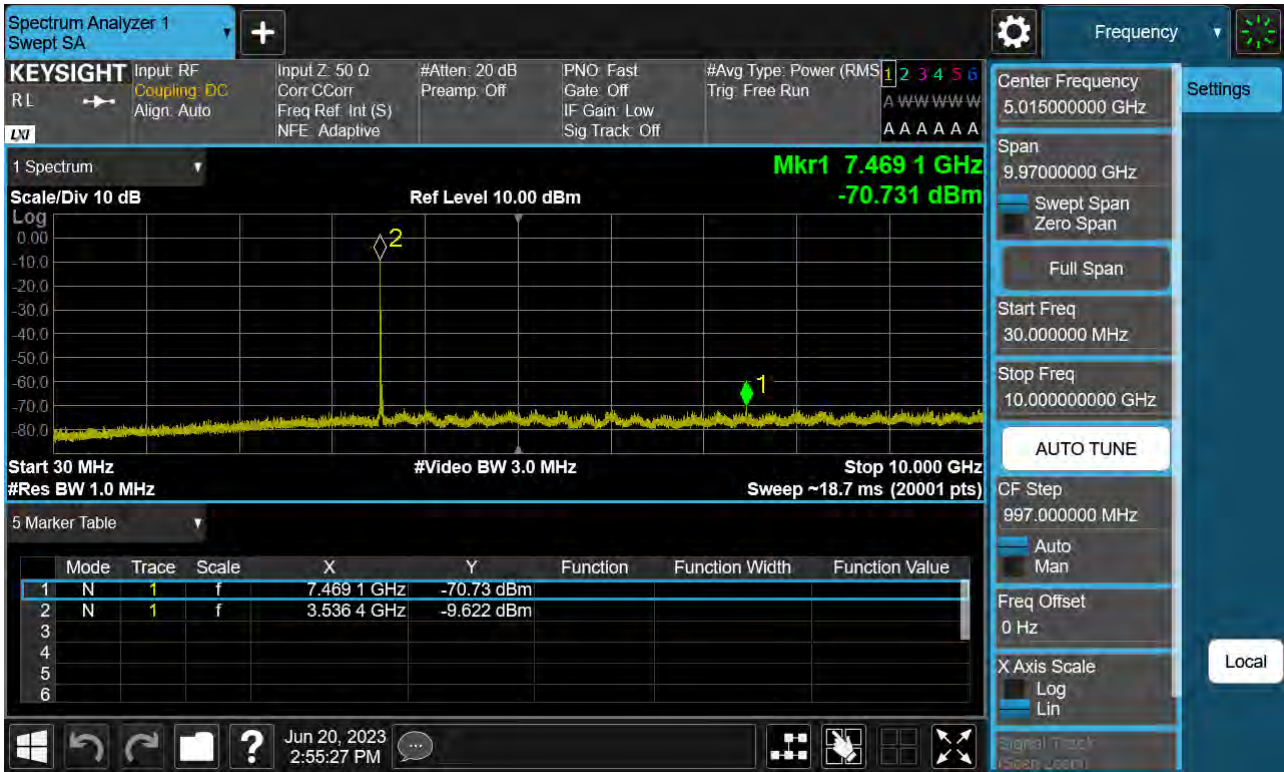 Spectrum Analyzer 1
Swept SA
+
Frequency
KEYSIGHT
RL
LXI
Input: RF
Coupling: DC
Align: Auto
Input Z: 50 Ω
Corr CCorr
Freq Ref: Int (S)
NFE: Adaptive
#Atten: 20 dB
Preamp: Off
PNO: Fast
Gate: Off
IF Gain: Low
Sig Track: Off
#Avg Type: Power (RMS
Trig: Free Run
1 2 3 4 5 6
A W W W W W
A A A A A A
1 Spectrum
Scale/Div 10 dB
Ref Level 10.00 dBm
Mkr1 7.469 1 GHz
-70.731 dBm
Log
0.00
-10.0
-20.0
-30.0
-40.0
-50.0
-60.0
-70.0
-80.0
2
1
Start 30 MHz
#Video BW 3.0 MHz
Stop 10.000 GHz
#Res BW 1.0 MHz
Sweep ~18.7 ms (20001 pts)
5 Marker Table
Mode Trace Scale X Y Function Function Width Function Value
1 N 1 f 7.469 1 GHz -70.73 dBm
2 N 1 f 3.536 4 GHz -9.622 dBm
3
4
5
6
Jun 20, 2023
2:55:27 PM
?
Center Frequency
5.015000000 GHz
Settings
Span
9.97000000 GHz
Swept Span
Zero Span
Full Span
Start Freq
30.000000 MHz
Stop Freq
10.000000000 GHz
AUTO TUNE
CF Step
997.000000 MHz
Auto
Man
Freq Offset
0 Hz
X Axis Scale
Log
Lin
Local
Signal Track
(Span Zoom)